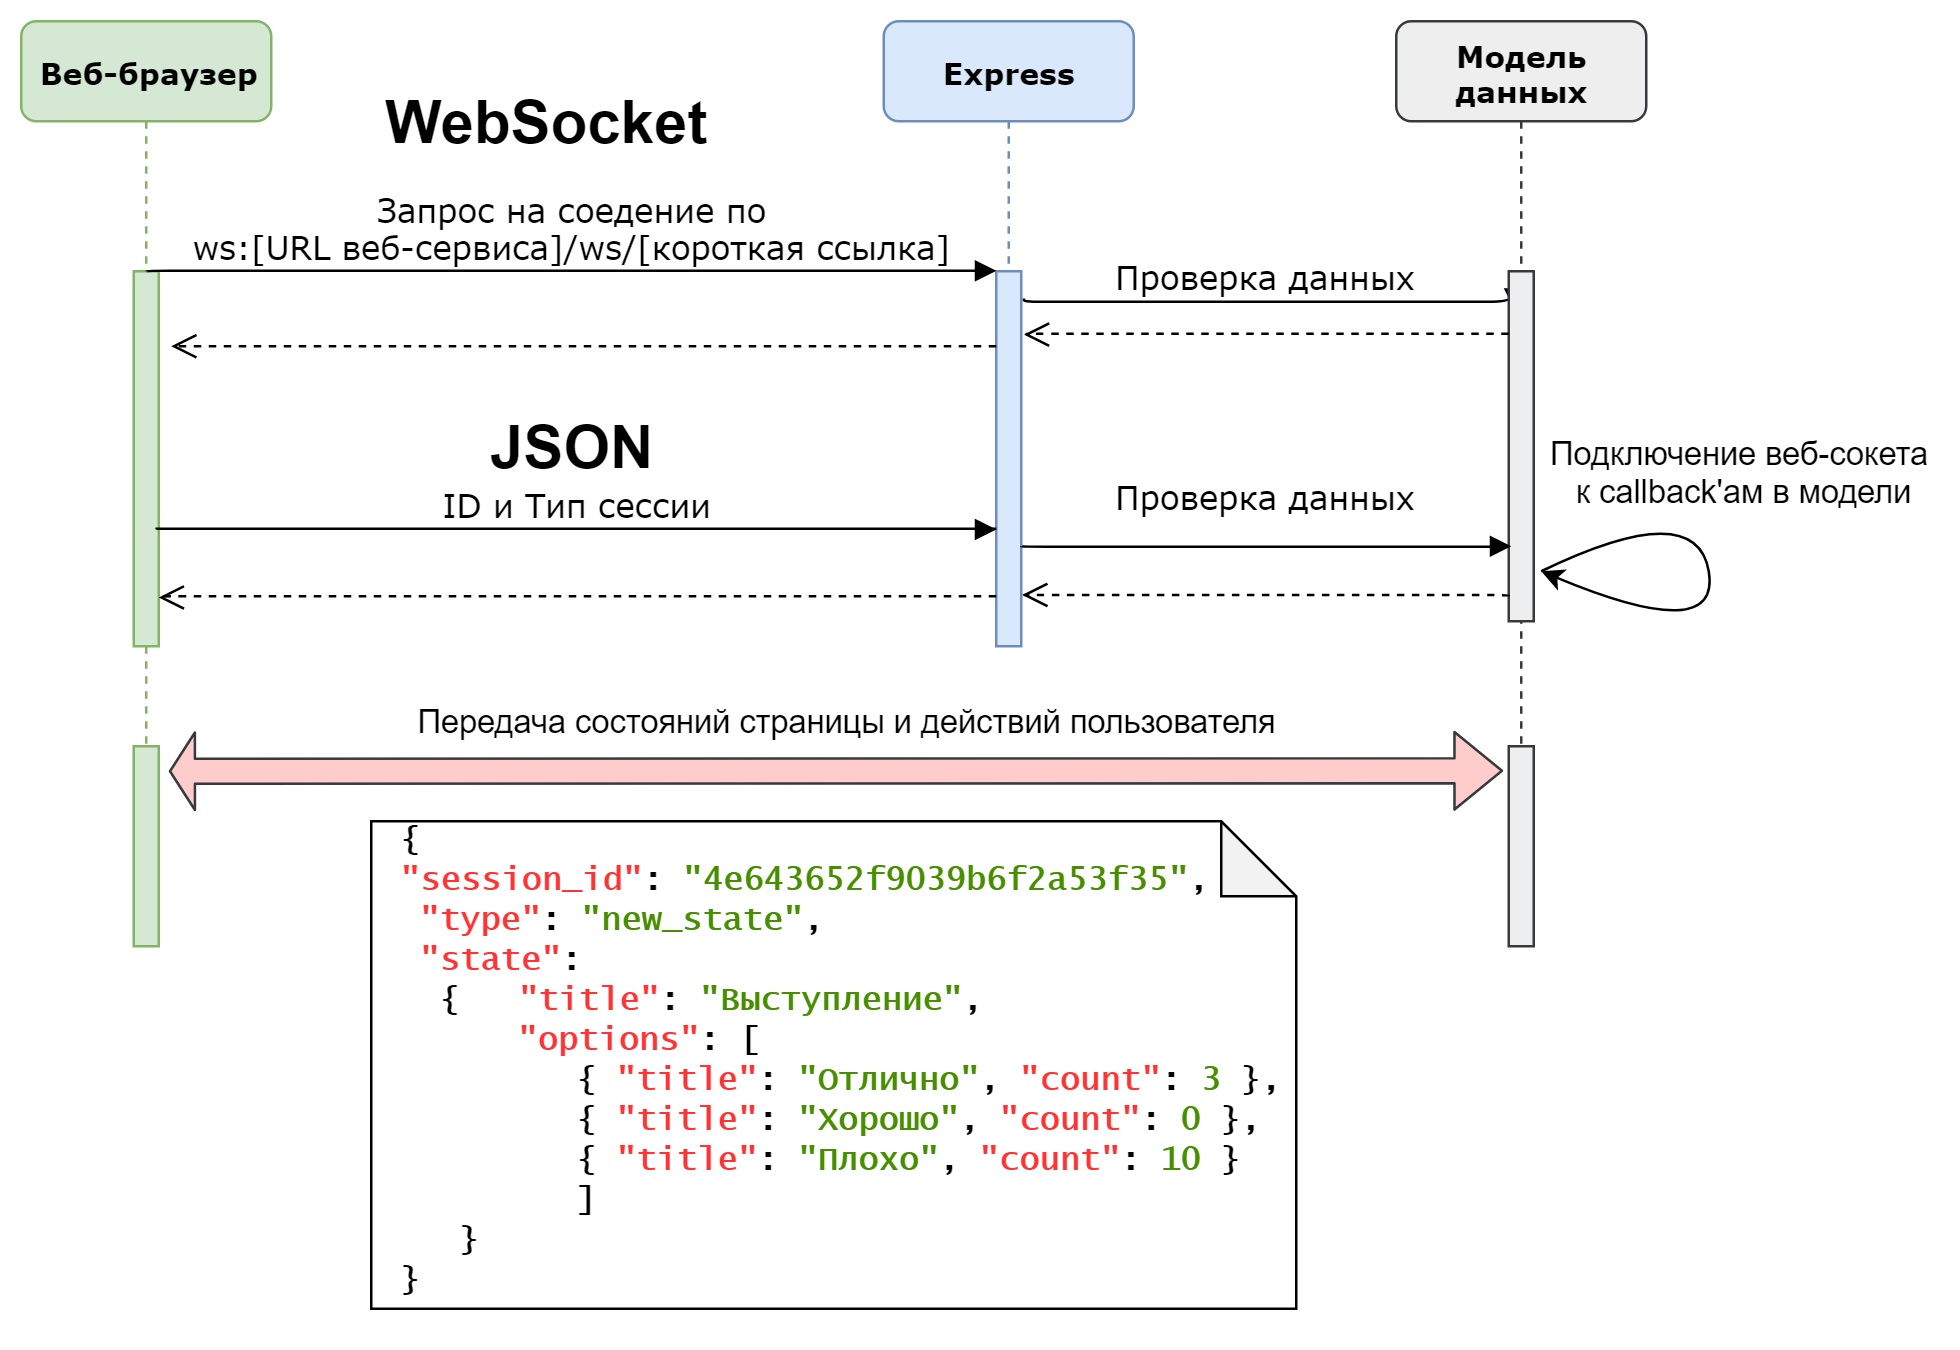 Веб-браузер
Express
Модель
данных
WebSocket
Запрос на соедение по
ws:[URL веб-сервиса]/ws/[короткая ссылка]
Проверка данных
JSON
ID и Тип сессии
Проверка данных
Подключение веб-сокета
к callback'ам в модели
Передача состояний страницы и действий пользователя
{
"session_id": "4e643652f9039b6f2a53f35",
"type": "new_state",
"state":
{ "title": "Выступление",
"options": [
{ "title": "Отлично", "count": 3 },
{ "title": "Хорошо", "count": 0 },
{ "title": "Плохо", "count": 10 }
]
}
}